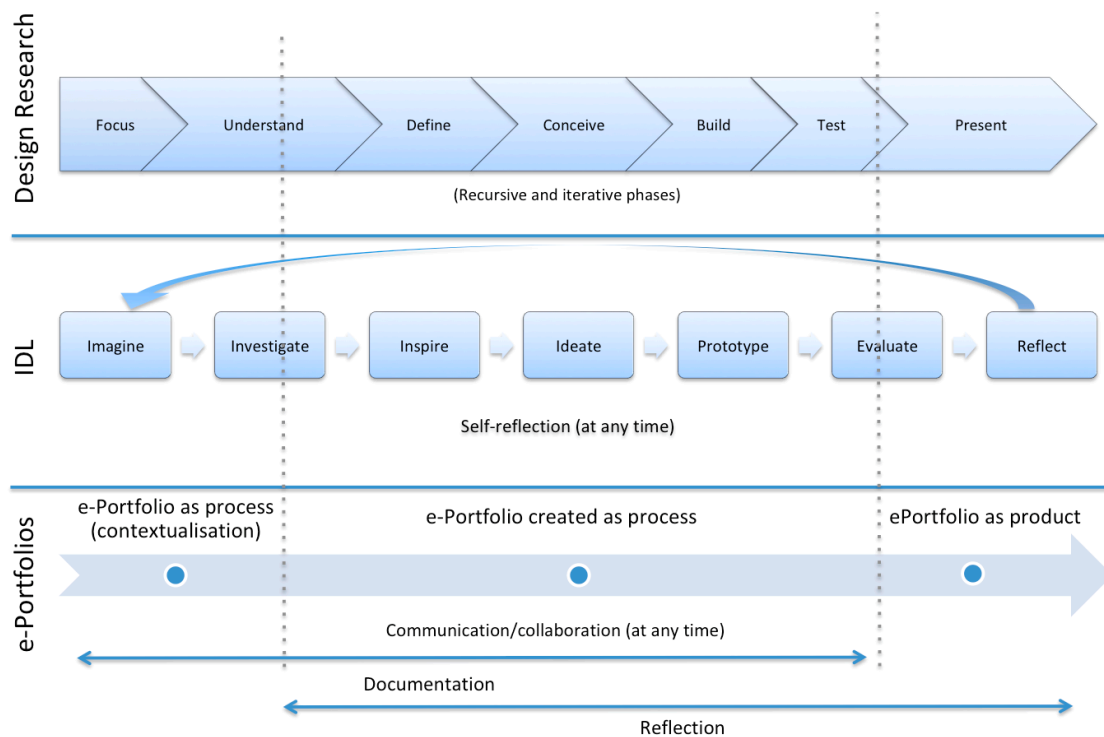 Design Research
Focus
Understand
Define
Conceive
Build
Test
Present
(Recursive and iterative phases)
IDL
Imagine
Investigate
Inspire
Ideate
Prototype
Evaluate
Reflect
Self-reflection (at any time)
e-Portfolios
e-Portfolio as process
(contextualisation)
e-Portfolio created as process
ePortfolio as product
Communication/collaboration (at any time)
Documentation
Reflection